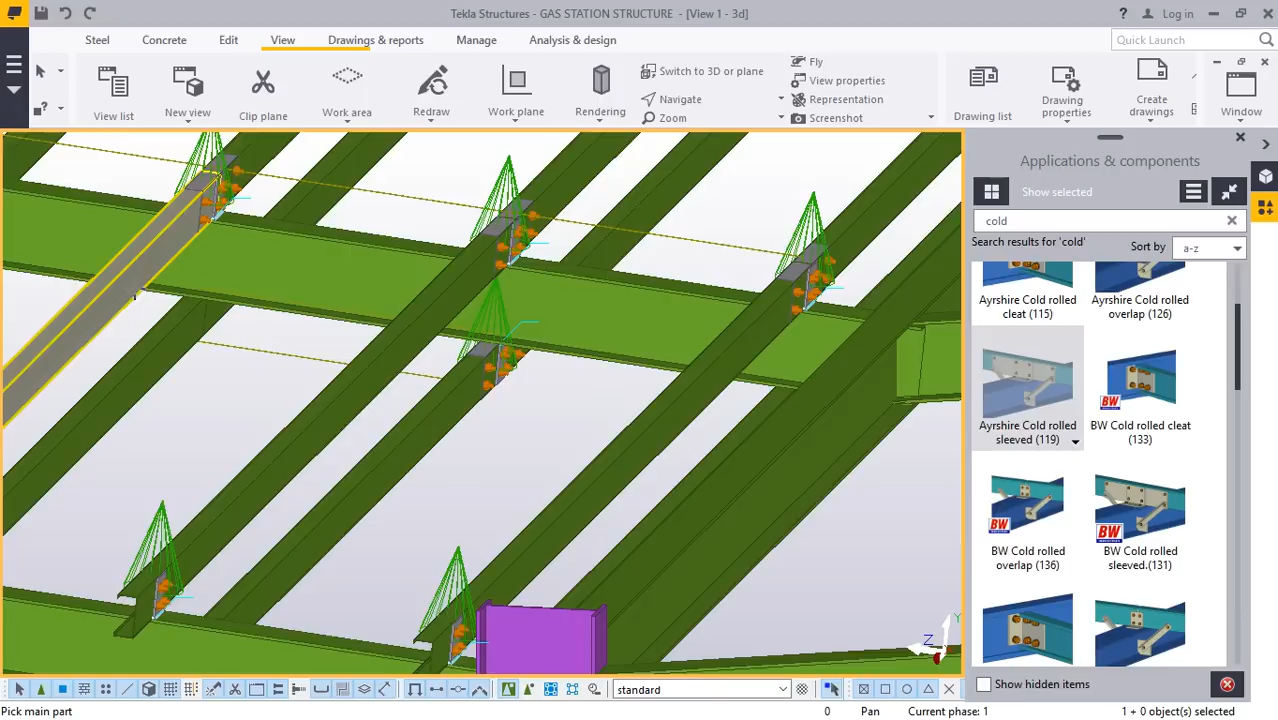 Tekla Structures - GAS STATION STRUCTURE - [View 1 - 3d]
? Log in
Steel Concrete Edit View Drawings & reports Manage Analysis & design
Quick Launch
View list
New view
Clip plane
Work area
Redraw
Work plane
Rendering
Switch to 3D or plane
Navigate
Zoom
Fly
View properties
Representation
Screenshot
Drawing list
Drawing
properties
Create
drawings
Window
Applications & components
Show selected
cold
Search results for 'cold'
Sort by
a-z
Ayrshire Cold rolled
cleat (115)
Ayrshire Cold rolled
overlap (126)
Ayrshire Cold rolled
sleeved (119)
BW
BW Cold rolled cleat
(133)
BW
BW Cold rolled
overlap (136)
BW
BW Cold rolled
sleeved.(131)
Show hidden items
Y
Z
standard
Pick main part
0
Pan
Current phase: 1
1 + 0 object(s) selected